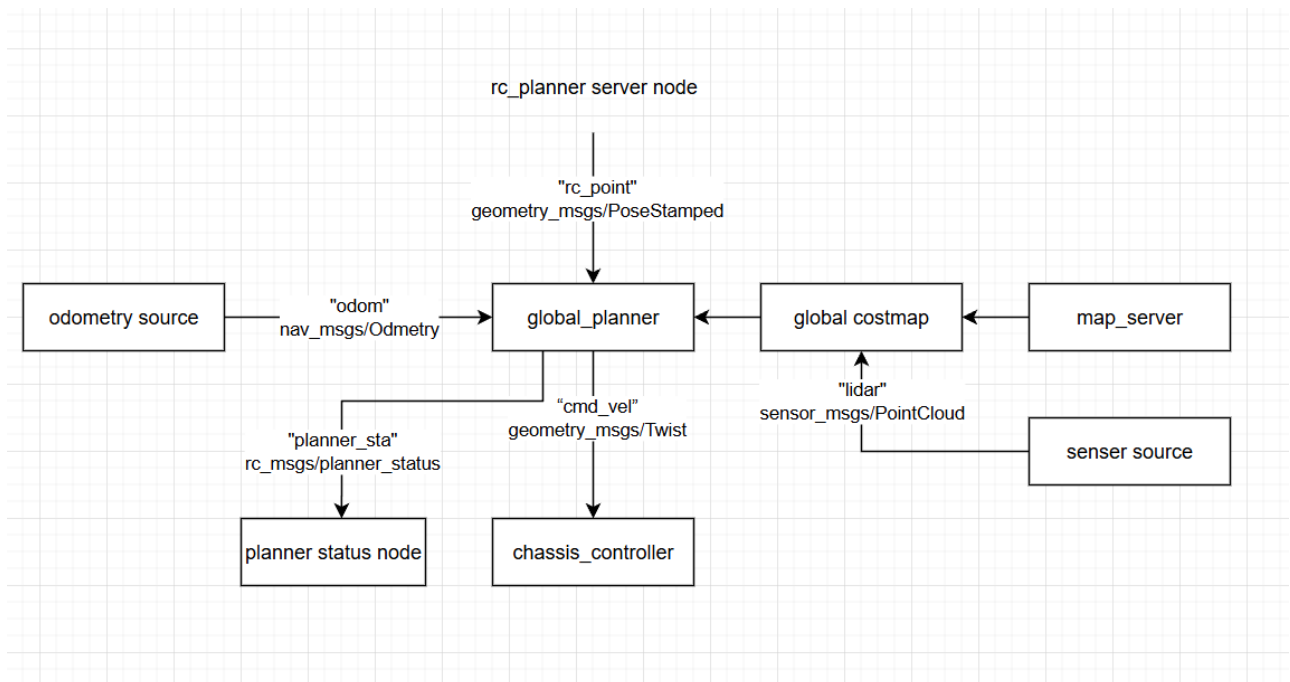 rc_planner server node
"rc_point"
geometry_msgs/PoseStamped
odometry source
"odom"
nav_msgs/Odmetry
global_planner
global costmap
map_server
"lidar"
sensor_msgs/PointCloud
“cmd_vel”
geometry_msgs/Twist
"planner_sta"
rc_msgs/planner_status
senser source
planner status node
chassis_controller